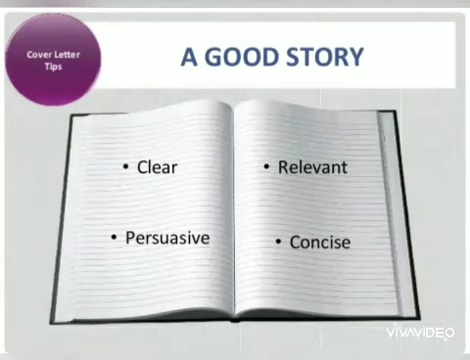 Cover Letter
Tips
A GOOD STORY
• Clear
• Relevant
• Persuasive
• Concise
VIVAVIDEO